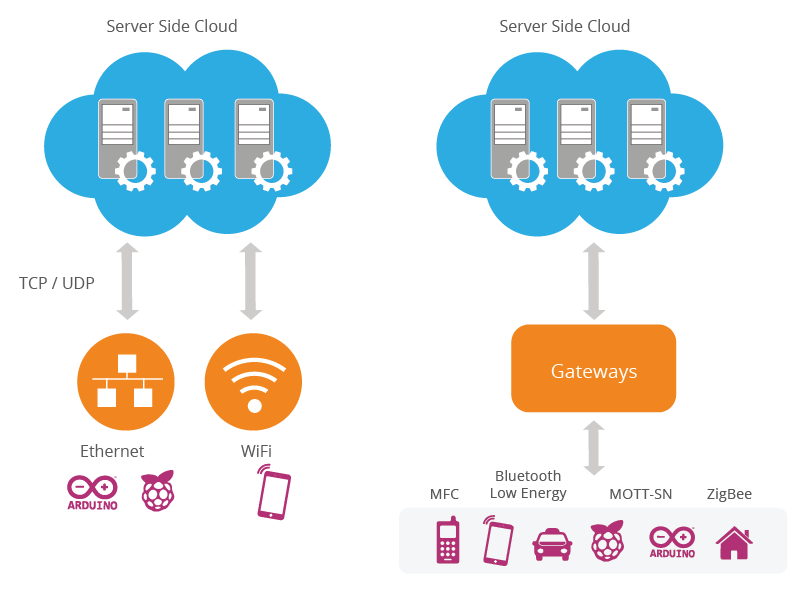 Server Side Cloud
TCP / UDP
Ethernet
WiFi
ARDUINO
Server Side Cloud
Gateways
MFC
Bluetooth
Low Energy
MOTT-SN
ZigBee
ARDUINO